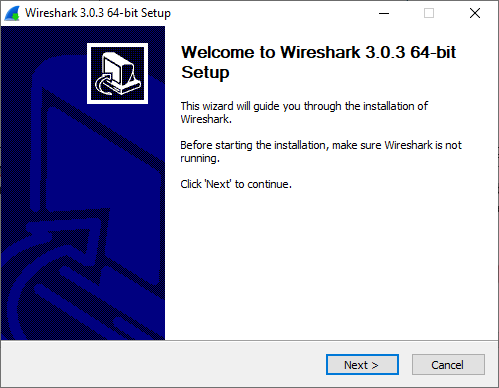 Wireshark 3.0.3 64-bit Setup
Welcome to Wireshark 3.0.3 64-bit
Setup
This wizard will guide you through the installation of
Wireshark.
Before starting the installation, make sure Wireshark is not
running.
Click 'Next' to continue.
Next >
Cancel